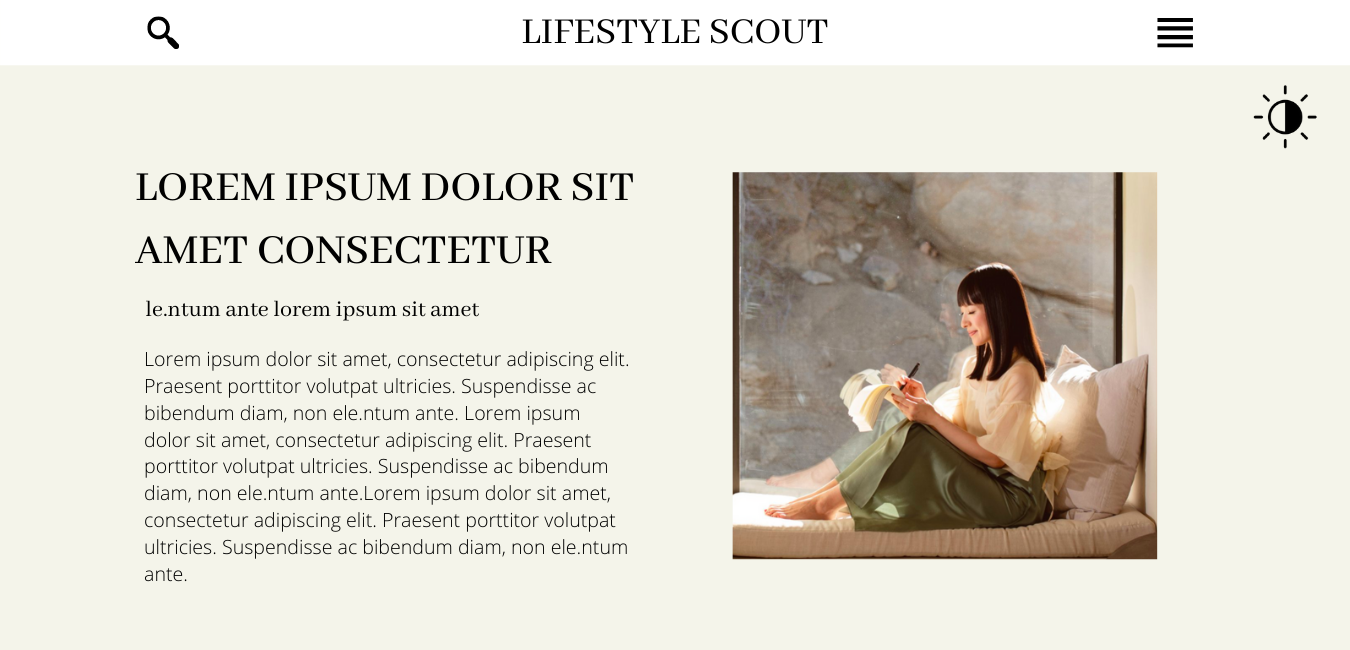 LIFESTYLE SCOUT
LOREM IPSUM DOLOR SIT
AMET CONSECTETUR
le.ntum ante lorem ipsum sit amet
Lorem ipsum dolor sit amet, consectetur adipiscing elit.
Praesent porttitor volutpat ultricies. Suspendisse ac
bibendum diam, non ele.ntum ante. Lorem ipsum
dolor sit amet, consectetur adipiscing elit. Praesent
porttitor volutpat ultricies. Suspendisse ac bibendum
diam, non ele.ntum ante.Lorem ipsum dolor sit amet,
consectetur adipiscing elit. Praesent porttitor volutpat
ultricies. Suspendisse ac bibendum diam, non ele.ntum
ante.